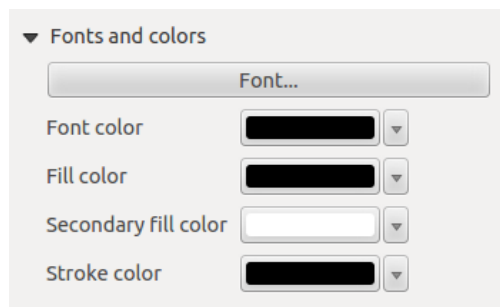 Fonts and colors
Font...
Font color
Fill color
Secondary fill color
Stroke color